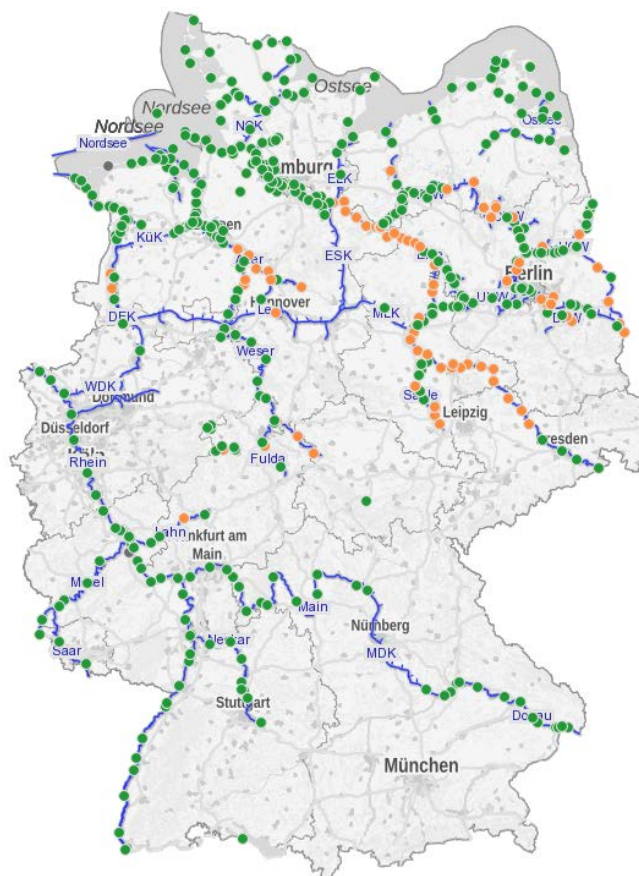 Nordsee
Ostsee
Nordsee
Nordsee
Ostsee
mburg
ELK
KüK
ESK
Berlin
Hannover
DEK
MLK
Weser
WDK
Dortmund
Düsseldorf
Saale
Leipzig
Dresden
Rhein
Fulda
Lahn
nkfurt am
Main
Mosel
Main
Nürnberg
Saar
Neckar
MDK
Stuttgart
Donau
München